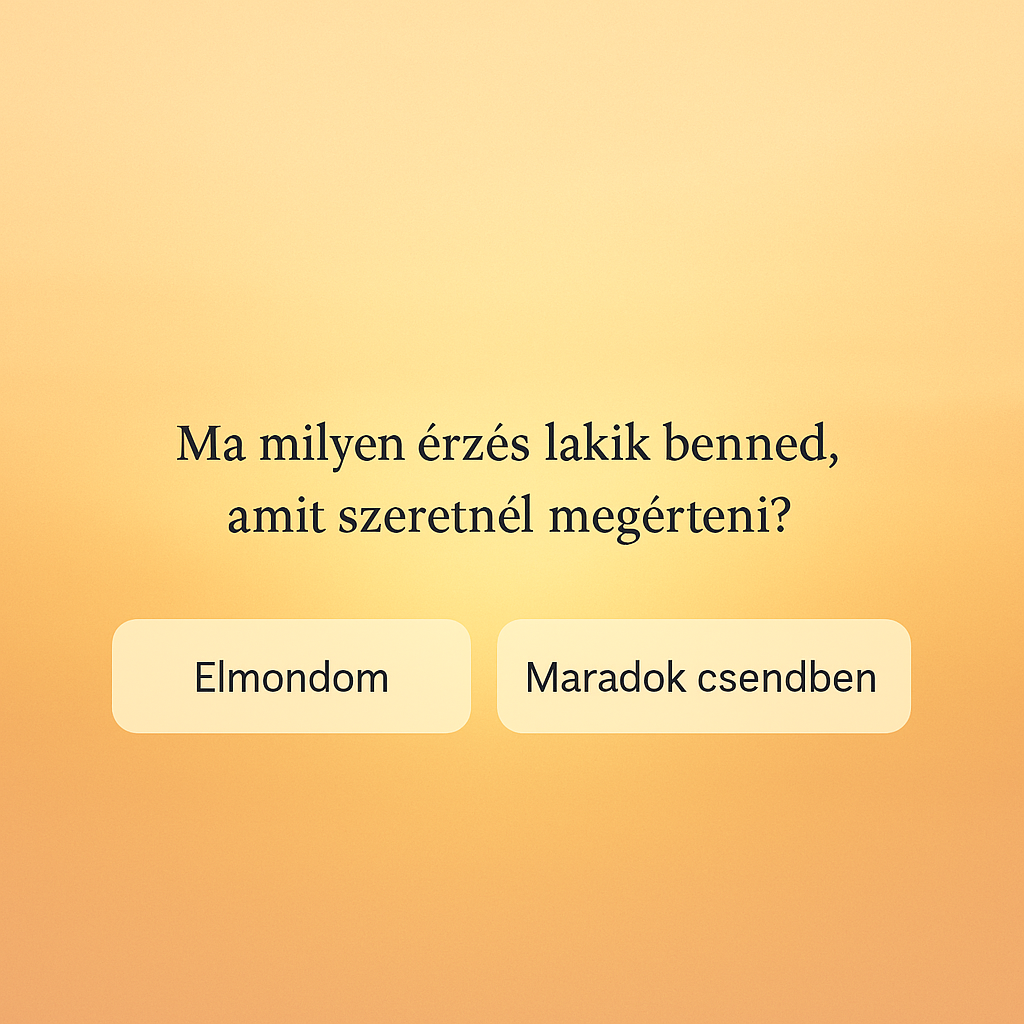 Ma milyen érzés lakik benned,
amit szeretnél megérteni?
Elmondom
Maradok csendben